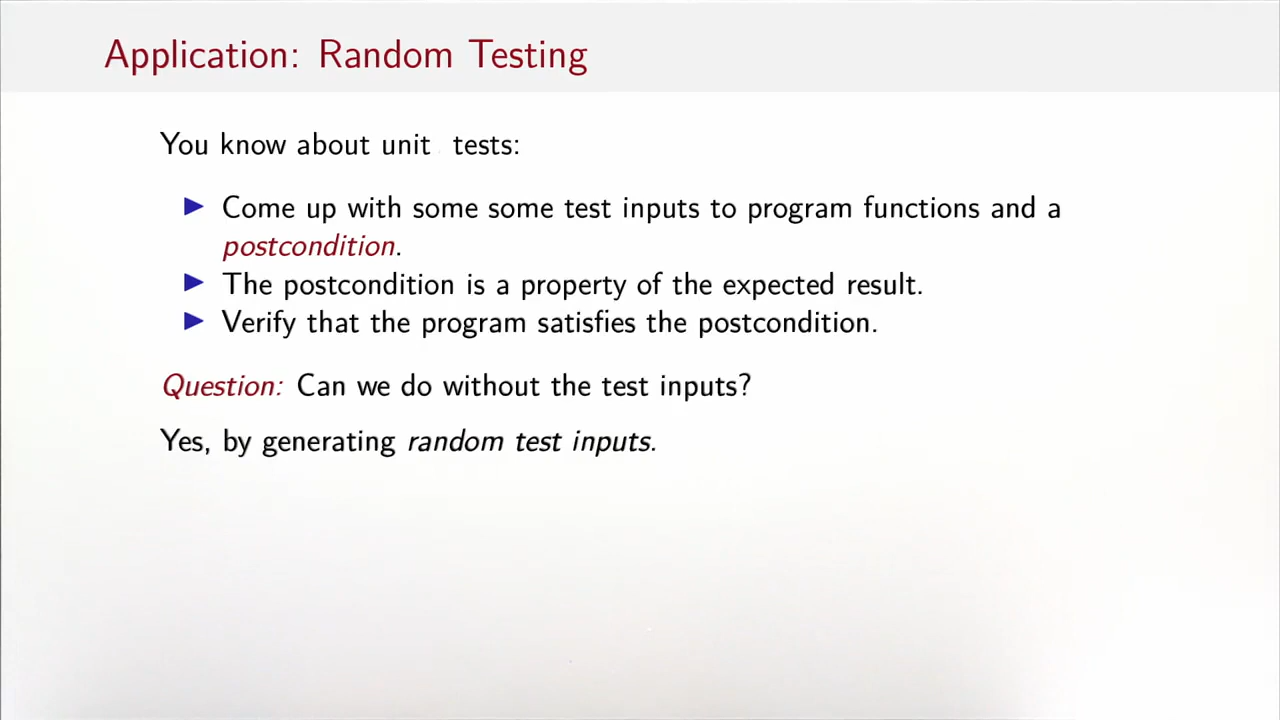 Application: Random Testing
You know about unit tests:
Come up with some some test inputs to program functions and a
postcondition.
The postcondition is a property of the expected result.
Verify that the program satisfies the postcondition.
Question: Can we do without the test inputs?
Yes, by generating random test inputs.